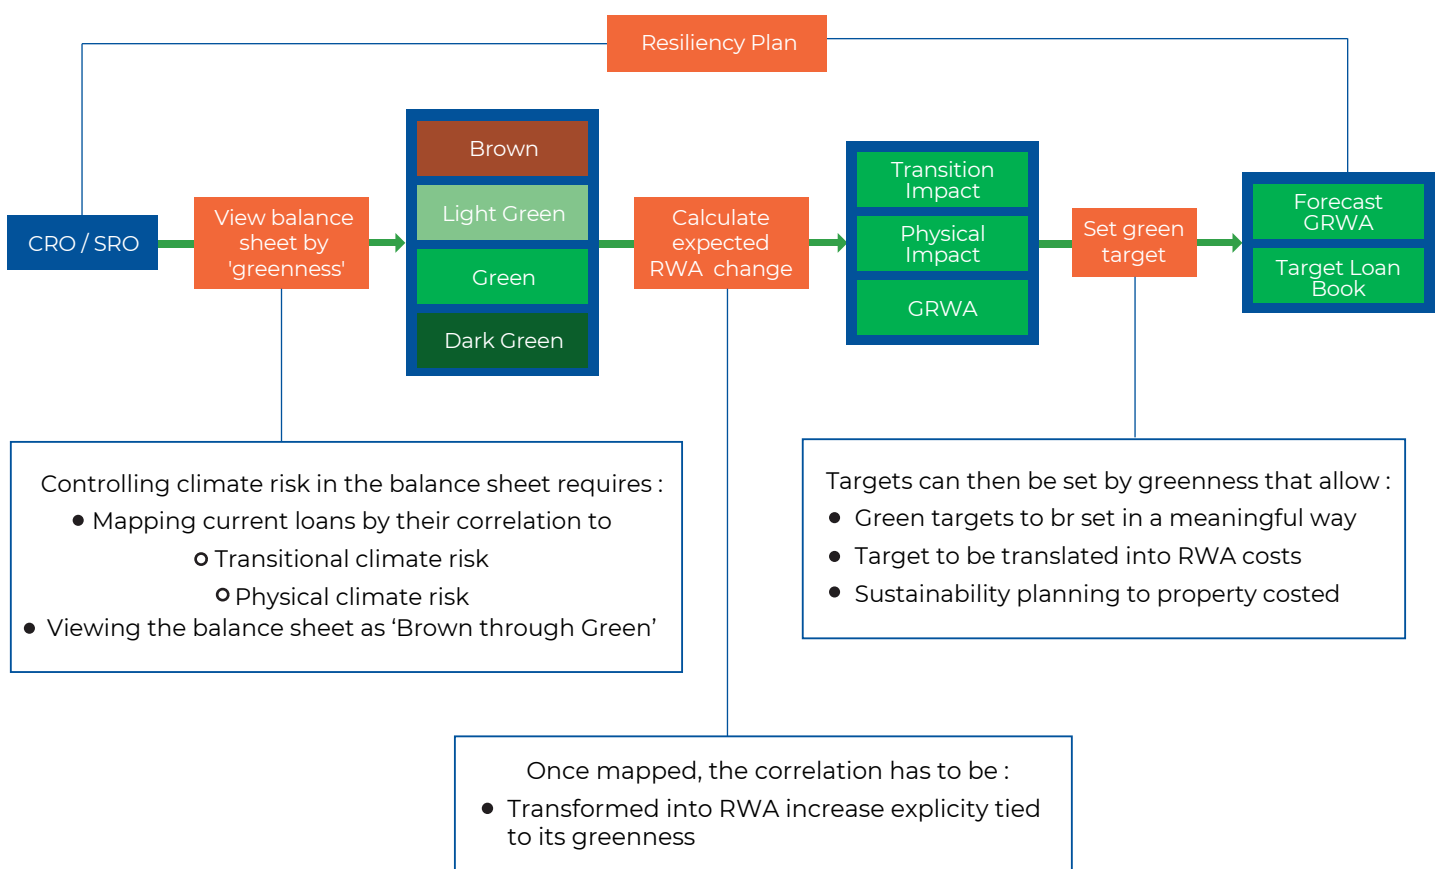 Resiliency Plan
CRO / SRO
View balance
sheet by
'greenness'
Brown
Light Green
Green
Dark Green
Calculate
expected
RWA change
Transition
Impact
Physical
Impact
GRWA
Set green
target
Forecast
GRWA
Target Loan
Book
Controlling climate risk in the balance sheet requires :
● Mapping current loans by their correlation to
○ Transitional climate risk
○ Physical climate risk
● Viewing the balance sheet as ‘Brown through Green’
Targets can then be set by greenness that allow :
● Green targets to br set in a meaningful way
● Target to be translated into RWA costs
● Sustainability planning to property costed
Once mapped, the correlation has to be :
● Transformed into RWA increase explicity tied
to its greenness